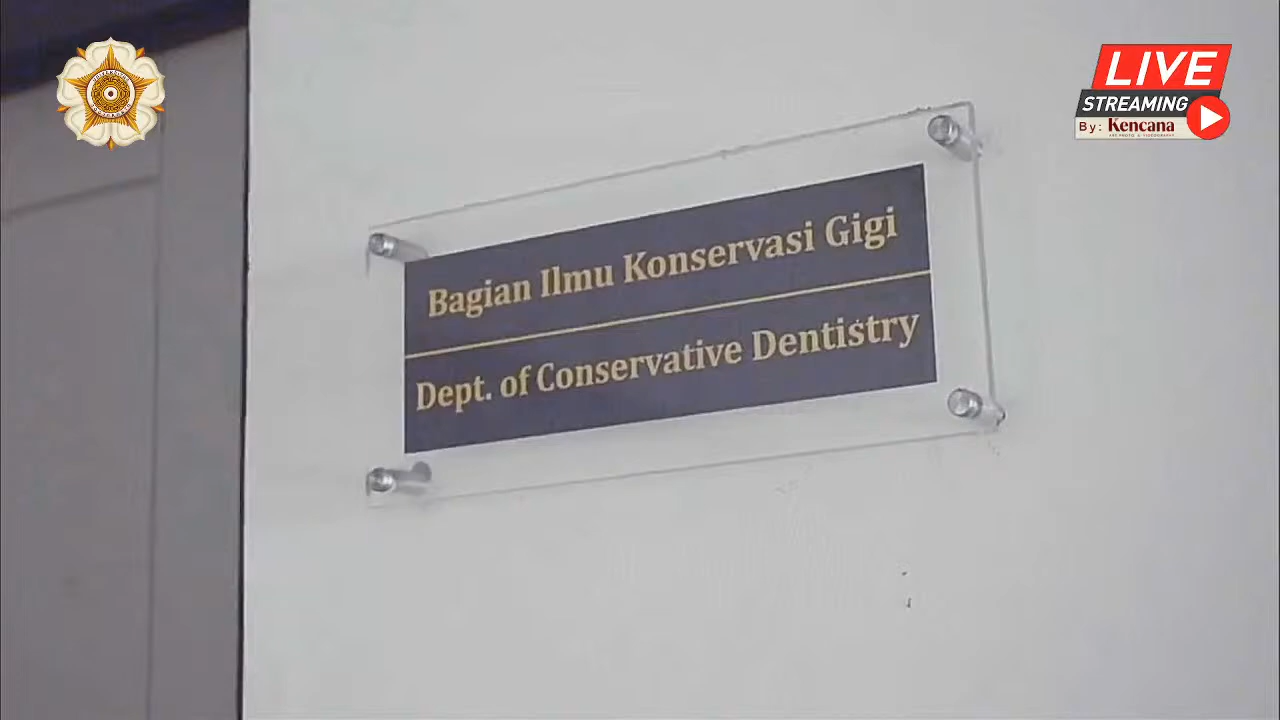 LIVE
STREAMING
By: Kencana
Bagian Ilmu Konservasi Gigi
Dept. of Conservative Dentistry